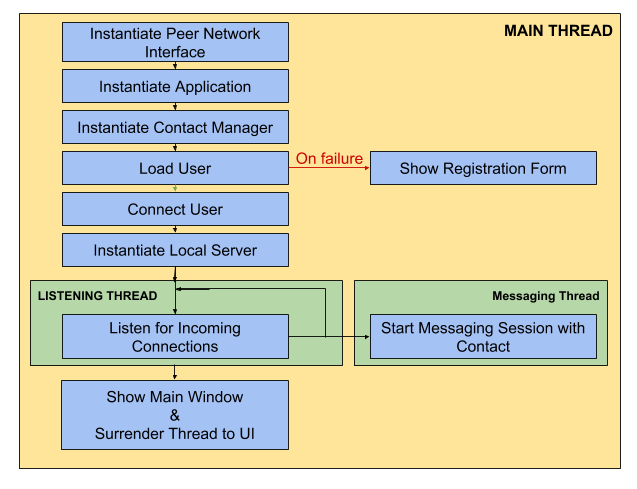 MAIN THREAD
Instantiate Peer Network
Interface
Instantiate Application
Instantiate Contact Manager
Load User
On failure
Show Registration Form
Connect User
Instantiate Local Server
LISTENING THREAD
Listen for Incoming
Connections
Messaging Thread
Start Messaging Session with
Contact
Show Main Window
&
Surrender Thread to UI